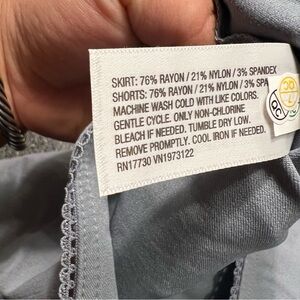 SKIRT: 76% RAYON / 21% NYLON / 3% SPANDEX
SHORTS: 76% RAYON / 21% NYLON / 3% SPA
MACHINE WASH COLD WITH LIKE COLORS.
GENTLE CYCLE. ONLY NON-CHLORINE
BLEACH IF NEEDED. TUMBLE DRY LOW.
REMOVE PROMPTLY. COOL IRON IF NEEDED.
RN17730 VN1973122